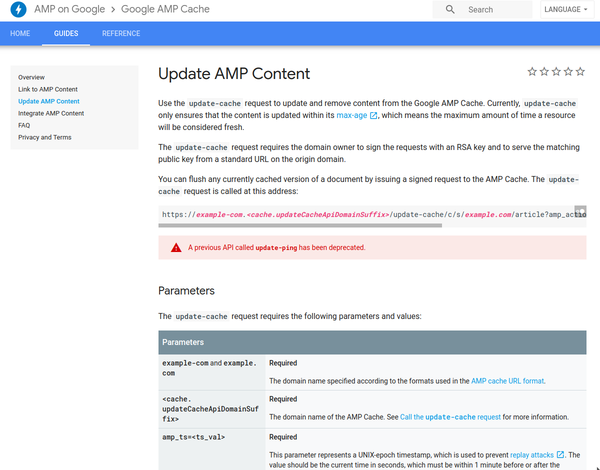 AMP on Google > Google AMP Cache
Search
LANGUAGE
HOME
GUIDES
REFERENCE
Overview
Link to AMP Content
Update AMP Content
Integrate AMP Content
FAQ
Privacy and Terms
Update AMP Content
Use the update-cache request to update and remove content from the Google AMP Cache. Currently, update-cache
only ensures that the content is updated within its max-age, which means the maximum amount of time a resource
will be considered fresh.
The update-cache request requires the domain owner to sign the requests with an RSA key and to serve the matching
public key from a standard URL on the origin domain.
You can flush any currently cached version of a document by issuing a signed request to the AMP Cache. The update-
cache request is called at this address:
https://example-com.<cache.updateCacheApiDomainSuffix>/update-cache/c/s/example.com/article?amp_actio
A previous API called update-ping has been deprecated.
Parameters
The update-cache request requires the following parameters and values:
Parameters
example-com and example.
com
Required
The domain name specified according to the formats used in the AMP cache URL format.
<cache.
updateCacheApiDomainSuf
fix>
Required
The domain name of the AMP Cache. See Call the update-cache request for more information.
amp_ts=<ts_val>
Required
This parameter represents a UNIX-epoch timestamp, which is used to prevent replay attacks. The
value should be the current time in seconds, which must be within 1 minute before or after the